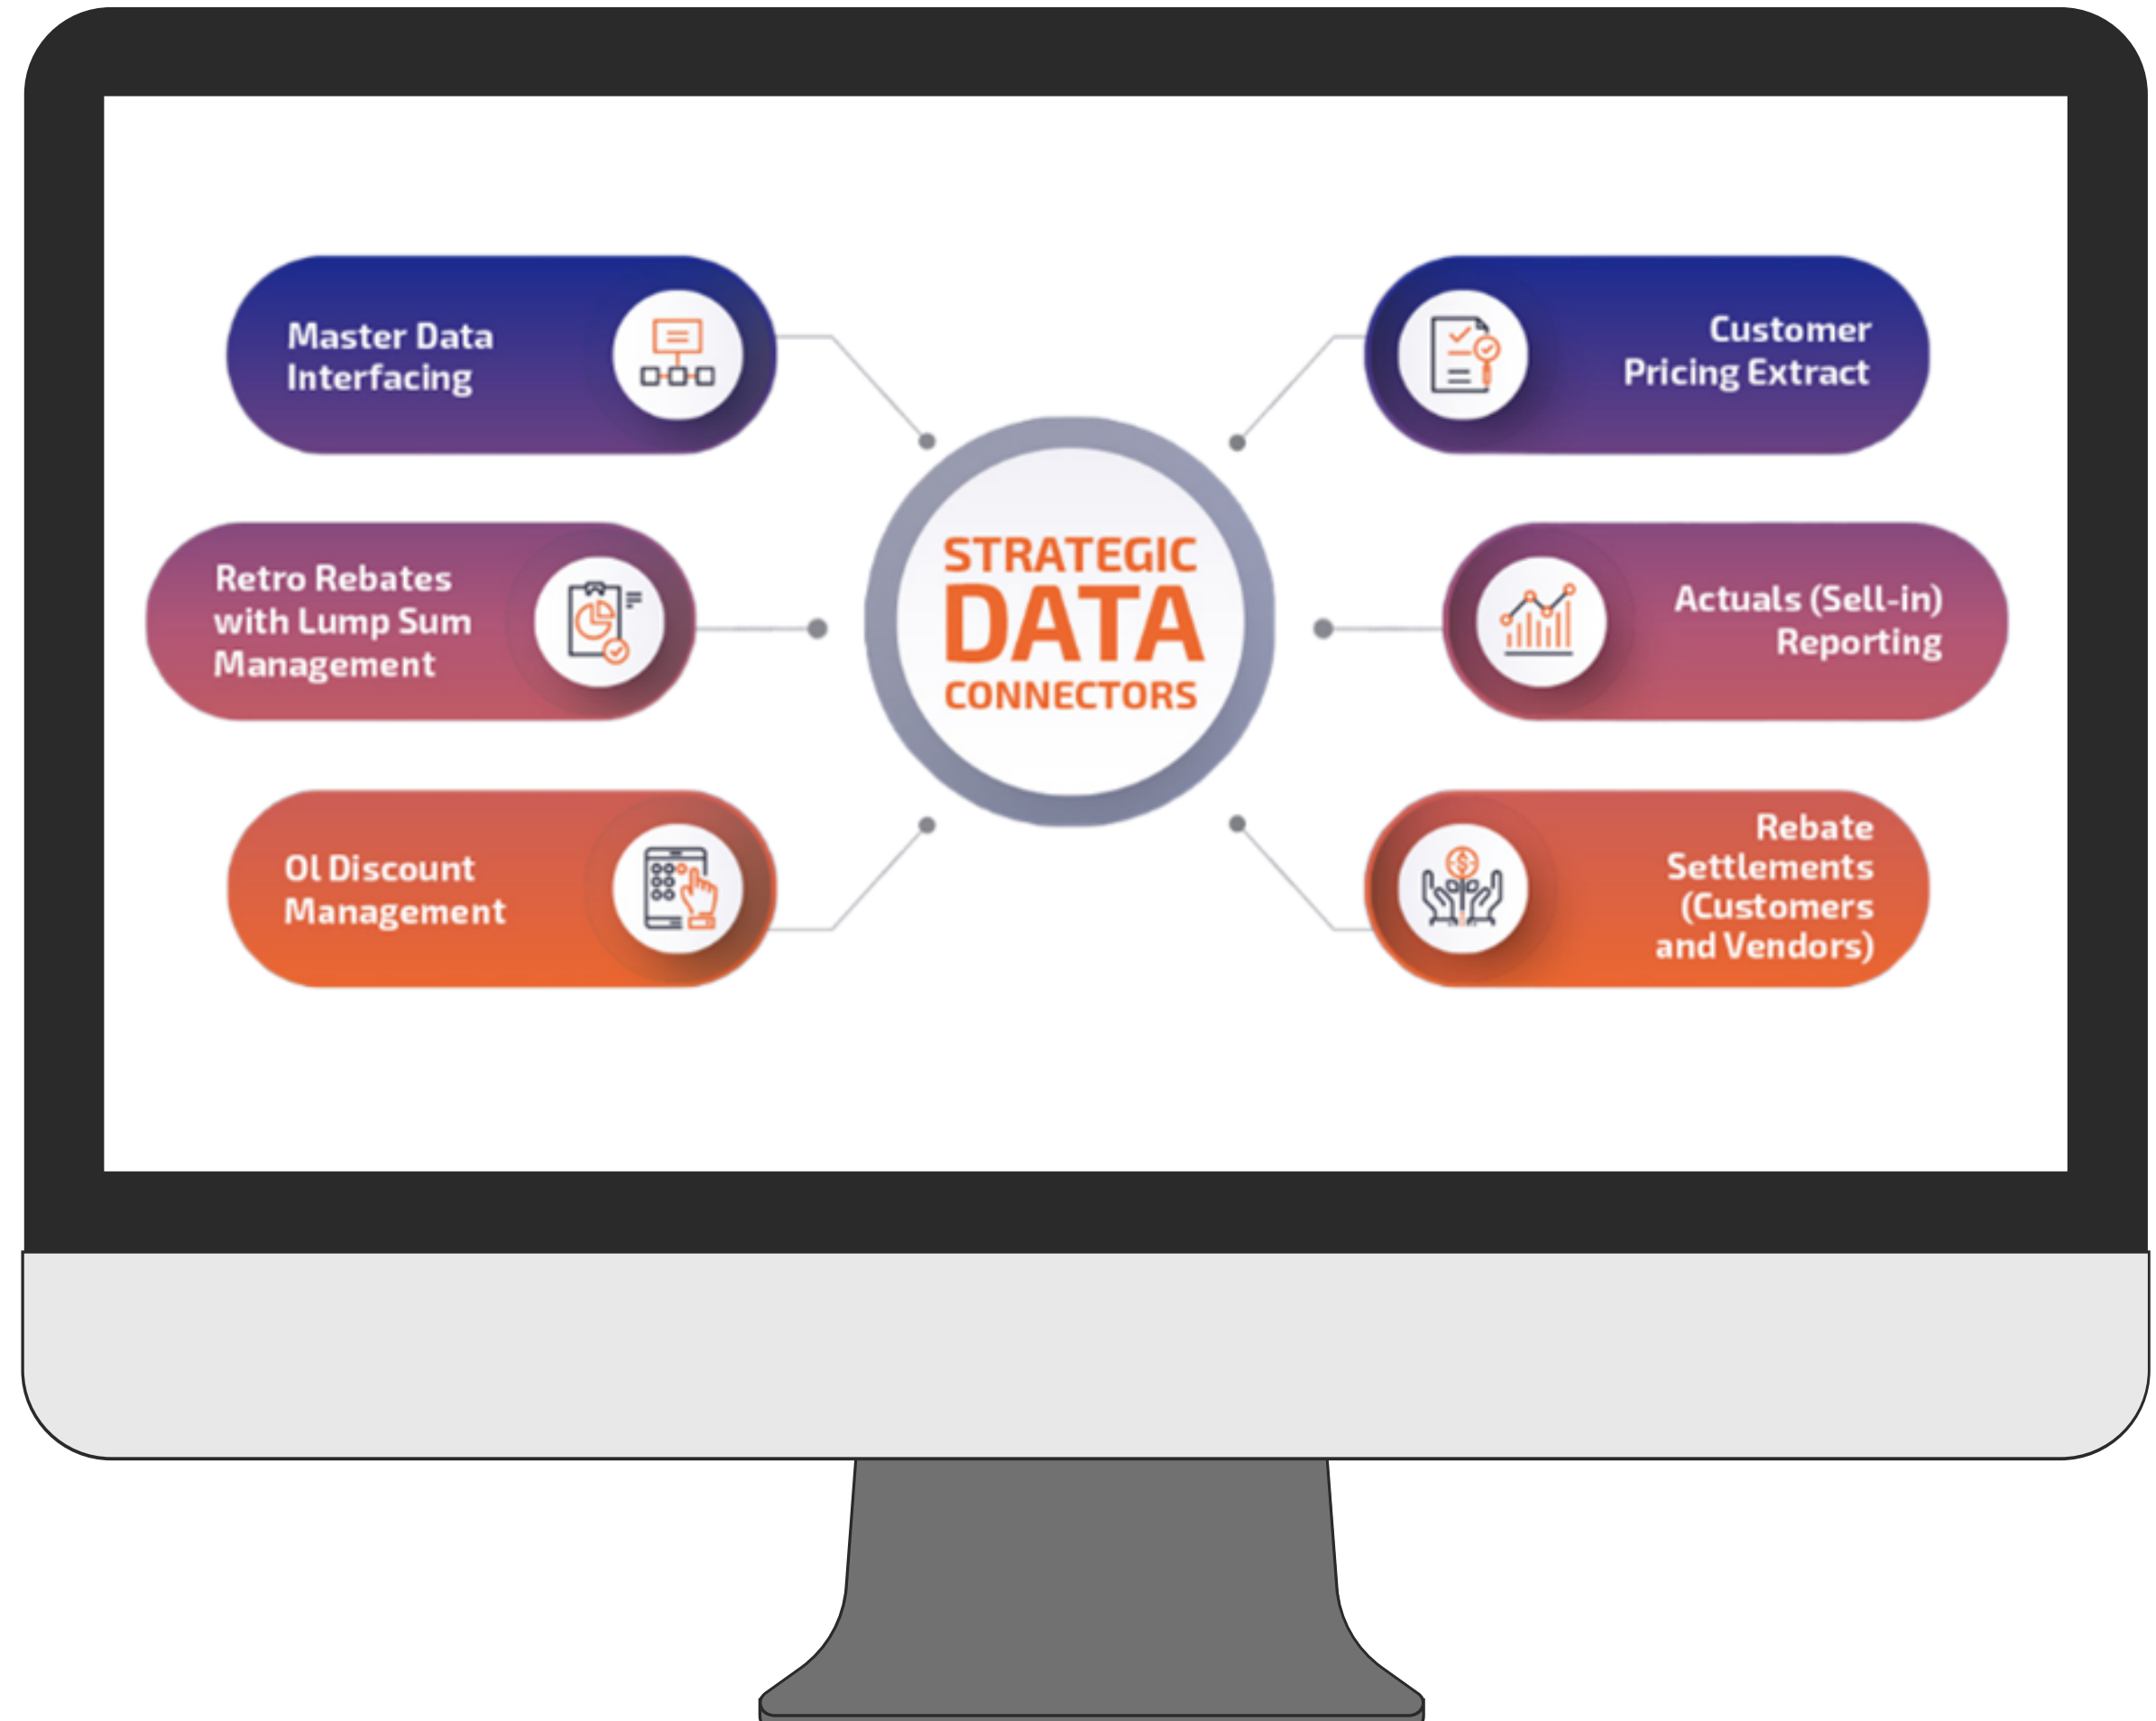 Master Data
Interfacing
Retro Rebates
with Lump Sum
Management
Ol Discount
Management
STRATEGIC
DATA
CONNECTORS
Customer
Pricing Extract
Actuals (Sell-in)
Reporting
Rebate
Settlements
(Customers
and Vendors)